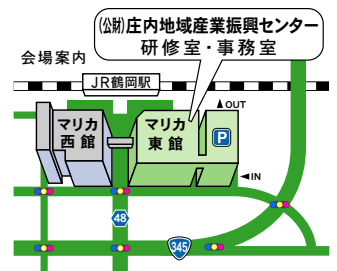 (公財)庄内地域産業振興センター
研修室・事務室
会場案内
JR鶴岡駅
OUT
マリカ
西館
マリカ
東館
P
IN
48
345